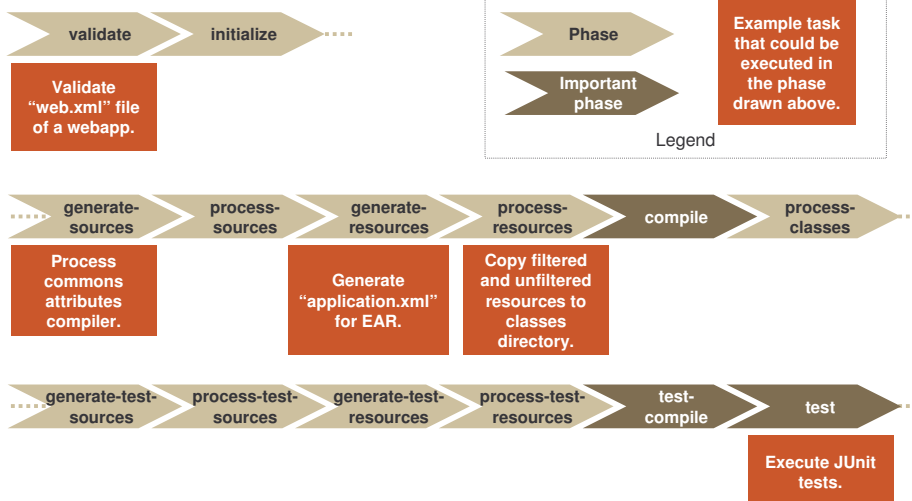 validate
initialize
Validate
“web.xml” file
of a webapp.
Phase
Important
phase
Example task
that could be
executed in
the phase
drawn above.
Legend
generate-
sources
process-
sources
generate-
resources
process-
resources
compile
process-
classes
Process
commons
attributes
compiler.
Generate
“application.xml”
for EAR.
Copy filtered
and unfiltered
resources to
classes
directory.
generate-test-
sources
process-test-
sources
generate-test-
resources
process-test-
resources
test-
compile
test
Execute JUnit
tests.